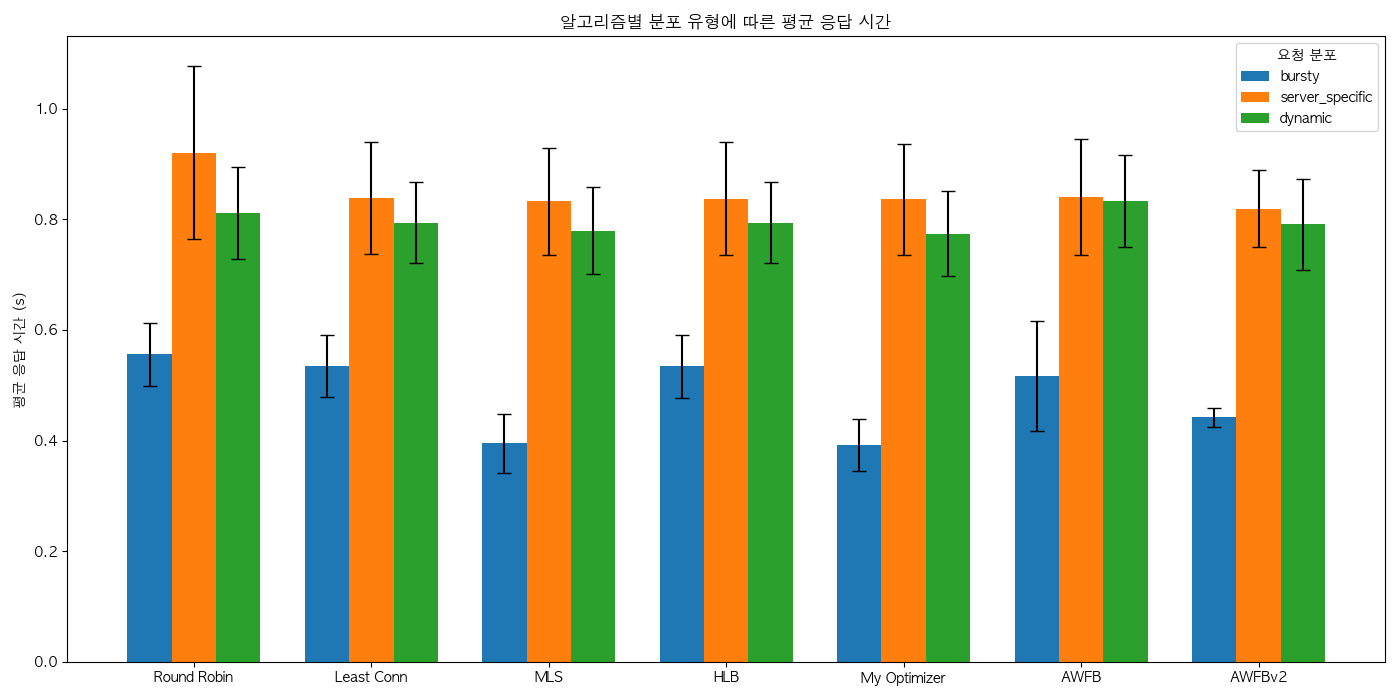 알고리즘별 분포 유형에 따른 평균 응답 시간
요청 분포
bursty
server_specific
dynamic
평균 응답 시간 (s)
1.0
0.8
0.6
0.4
0.2
0.0
Round Robin
Least Conn
MLS
HLB
My Optimizer
AWFB
AWFBv2